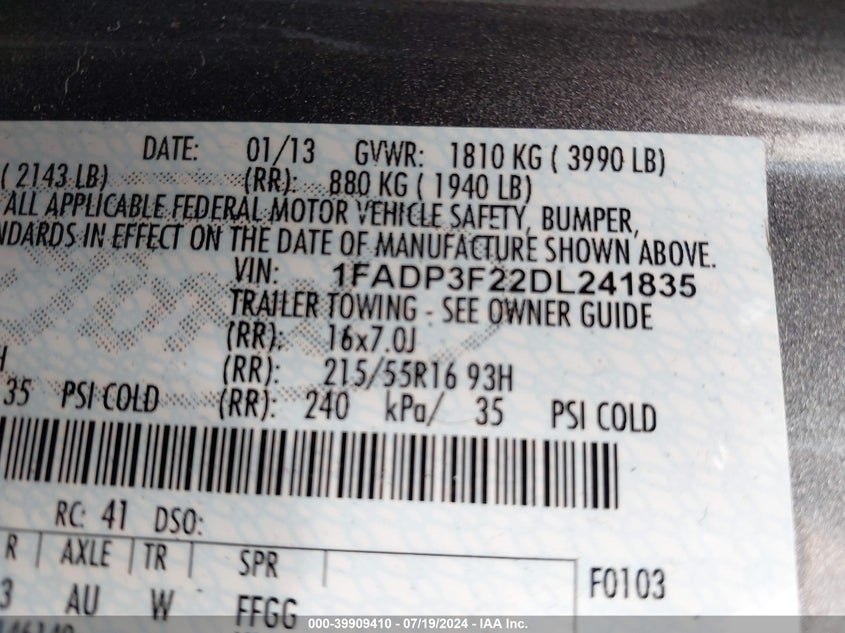 DATE: 01/13 GVWR: 1810 KG ( 3990 LB)
( 2143 LB) (RR): 880 KG ( 1940 LB)
ALL APPLICABLE FEDERAL MOTOR VEHICLE SAFETY, BUMPER,
NDARDS IN EFFECT ON THE DATE OF MANUFACTURE SHOWN ABOVE.
VIN: 1FADP3F22DL241835
TRAILER TOWING - SEE OWNER GUIDE
(RR): 16x7.0J
H (RR): 215/55R16 93H
35 PSI COLD (RR): 240 kPa/ 35 PSI COLD
RC: 41 DSO:
R AXLE TR SPR
F0103
3 AU W FFGG
000-39909410 - 07/19/2024 - IAA Inc.